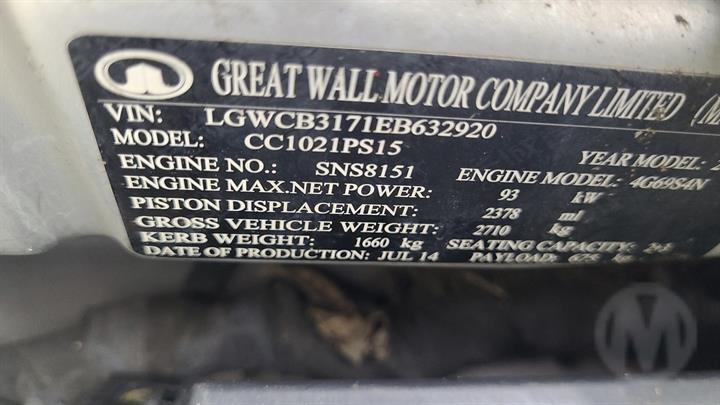 GREAT WALL MOTOR COMPANY LIMITED (M
VIN: LGWCB3171EB632920
MODEL: CC1021PS15 YEAR MODEL: 2
ENGINE NO.: SNS8151 ENGINE MODEL: 4G69S4N
ENGINE MAX.NET POWER: 93 kW
PISTON DISPLACEMENT: 2378 ml
GROSS VEHICLE WEIGHT: 2710 kg
KERB WEIGHT: 1660 kg SEATING CAPACITY:
DATE OF PRODUCTION: JUL 14 PAYLOAD: kg
M